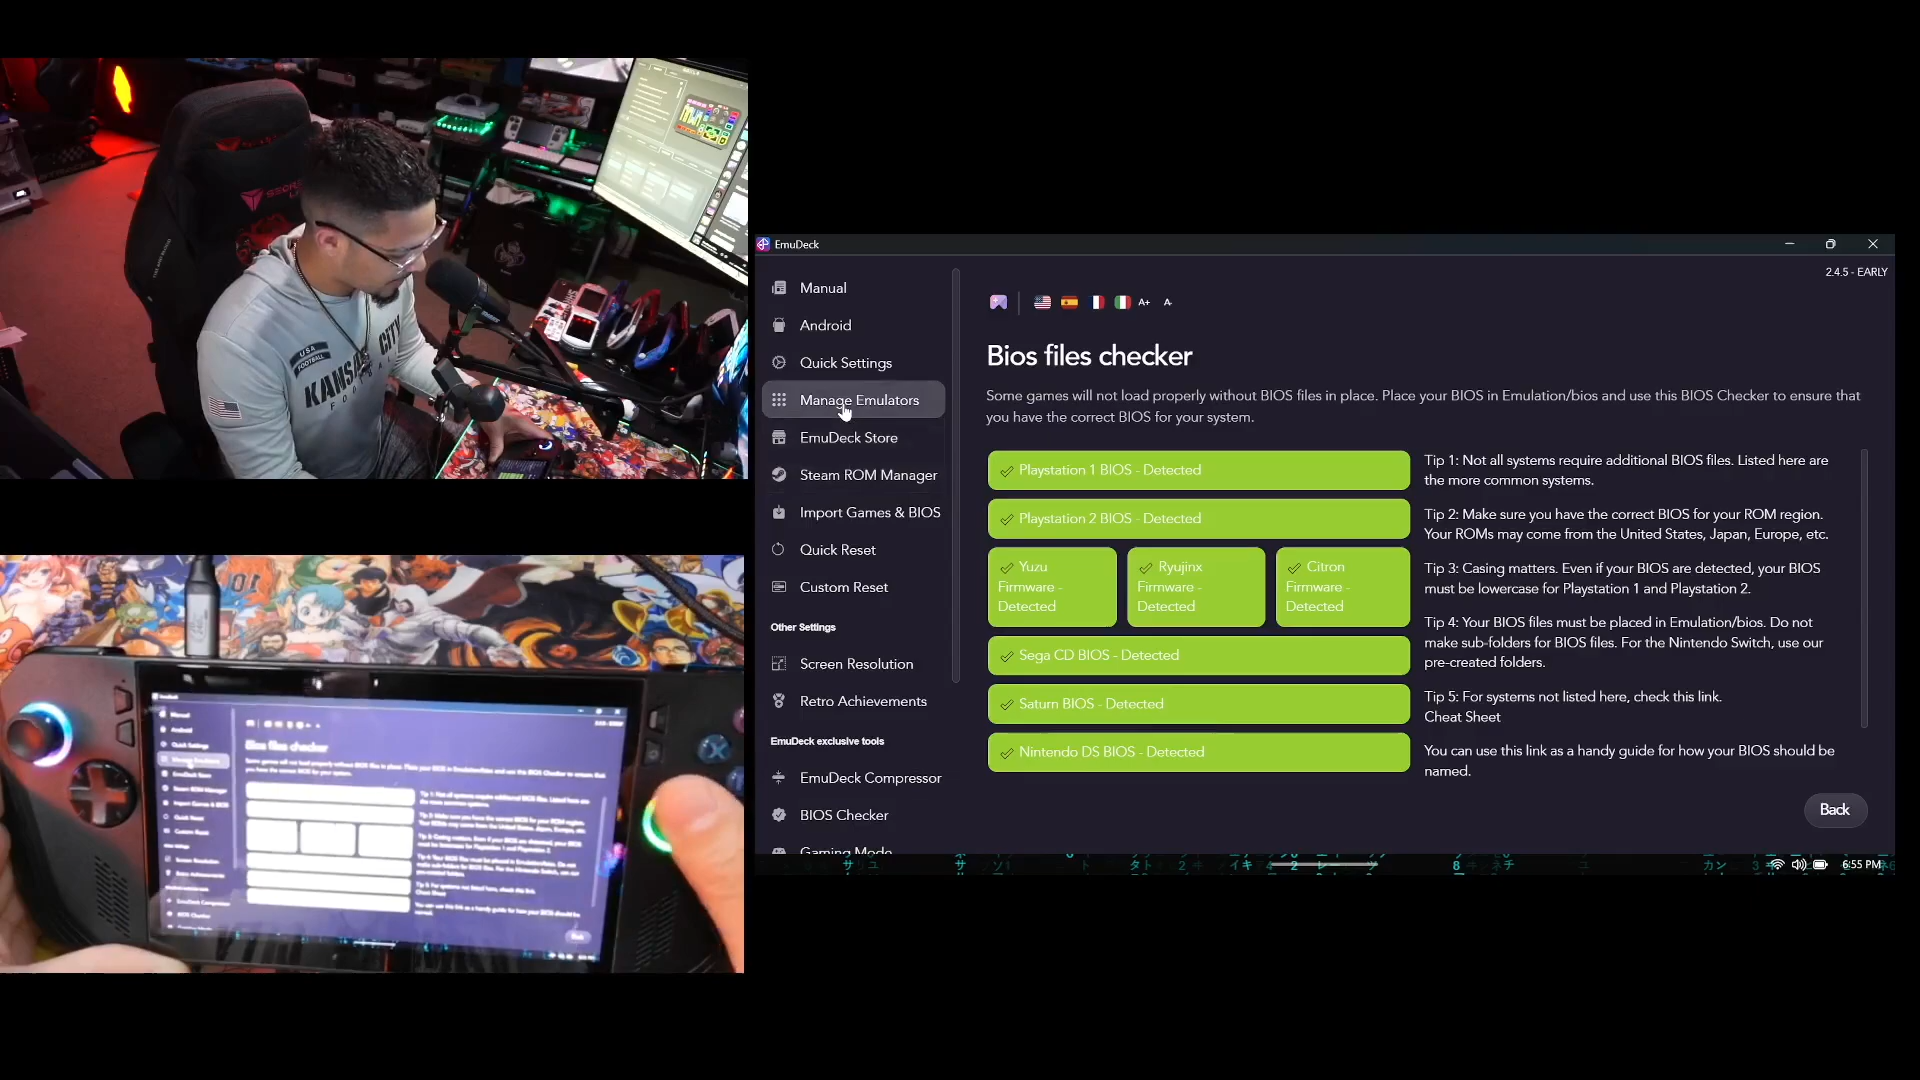 USA
FOOTBALL
KANSAS CITY
EmuDeck
2.4.5 - EARLY
Manual
Android
Quick Settings
Manage Emulators
EmuDeck Store
Steam ROM Manager
Import Games & BIOS
Quick Reset
Custom Reset
Other Settings
Screen Resolution
Retro Achievements
EmuDeck exclusive tools
EmuDeck Compressor
BIOS Checker
Gaming Mode
A+
A-
Bios files checker
Some games will not load properly without BIOS files in place. Place your BIOS in Emulation/bios and use this BIOS Checker to ensure that
you have the correct BIOS for your system.
Playstation 1 BIOS - Detected
Playstation 2 BIOS - Detected
Yuzu
Firmware -
Detected
Ryujinx
Firmware -
Detected
Citron
Firmware -
Detected
Sega CD BIOS - Detected
Saturn BIOS - Detected
Nintendo DS BIOS - Detected
Tip 1: Not all systems require additional BIOS files. Listed here are
the more common systems.
Tip 2: Make sure you have the correct BIOS for your ROM region.
Your ROMs may come from the United States, Japan, Europe, etc.
Tip 3: Casing matters. Even if your BIOS are detected, your BIOS
must be lowercase for Playstation 1 and Playstation 2.
Tip 4: Your BIOS files must be placed in Emulation/bios. Do not
make sub-folders for BIOS files. For the Nintendo Switch, use our
pre-created folders.
Tip 5: For systems not listed here, check this link.
Cheat Sheet
You can use this link as a handy guide for how your BIOS should be
named.
Back
6:55 PM